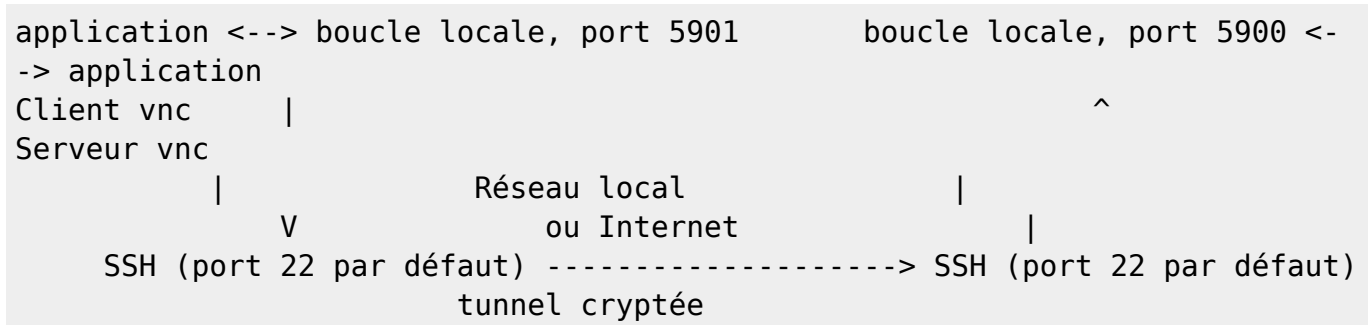 application <--> boucle locale, port 5901        boucle locale, port 5900 <-
-> application
Client vnc     |                                             ^
Serveur vnc
           |              Réseau local               |
               V              ou Internet                |
     SSH (port 22 par défaut) --------------------> SSH (port 22 par défaut)
                         tunnel cryptée